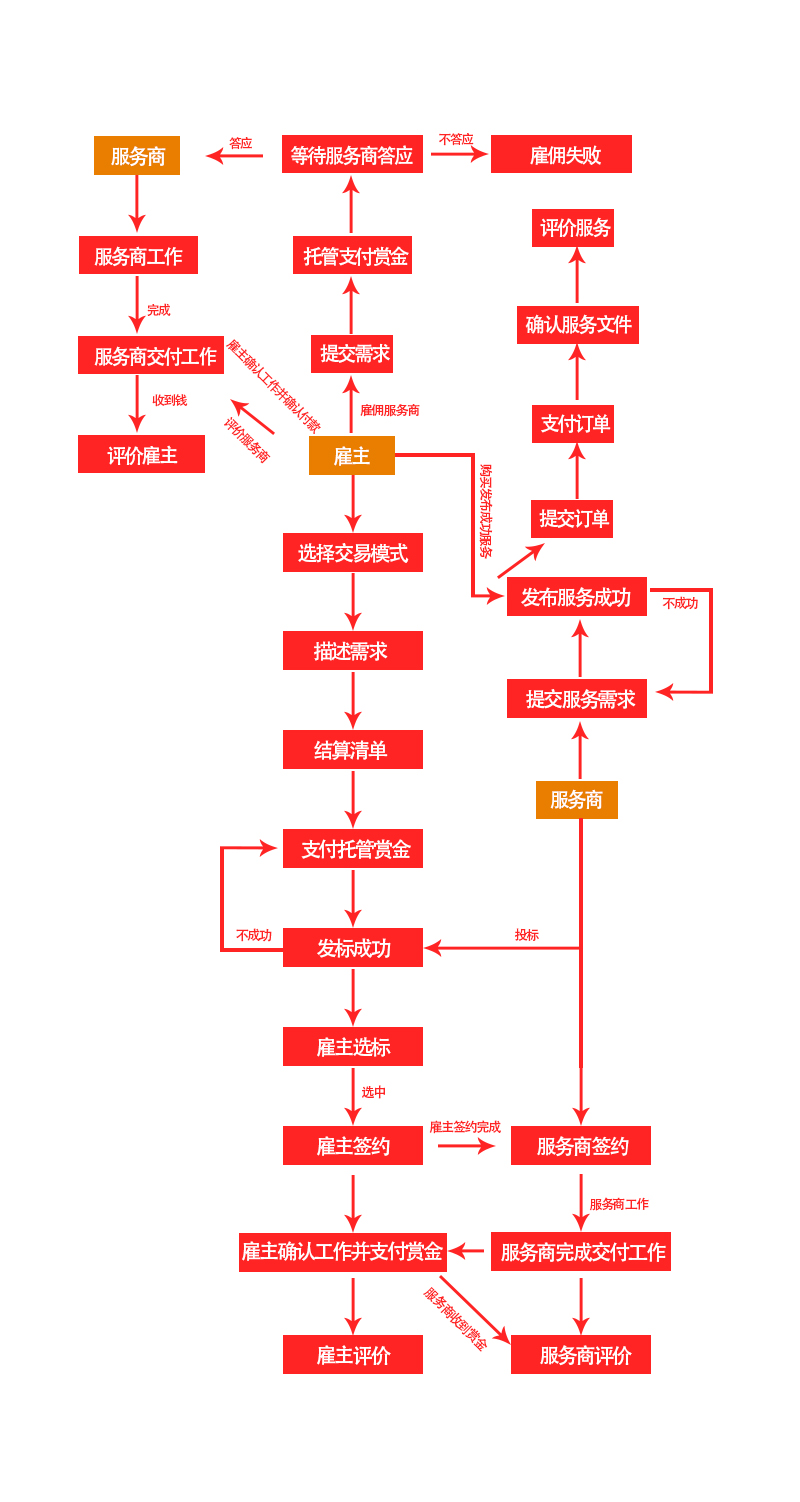 服务商
答应
等待服务商答应
不答应
雇佣失败
评价服务
服务商工作
托管支付赏金
完成
确认服务文件
服务商交付工作
雇主确认工作并确认付款
提交需求
收到钱
评价服务商
雇佣服务商
支付订单
评价雇主
雇主
购买发布成功服务
提交订单
选择交易模式
发布服务成功
不成功
描述需求
提交服务需求
结算清单
服务商
支付托管赏金
不成功
发标成功
投标
雇主选标
选中
雇主签约
雇主签约完成
服务商签约
服务商工作
雇主确认工作并支付赏金
服务商完成交付工作
服务商收到赏金
雇主评价
服务商评价